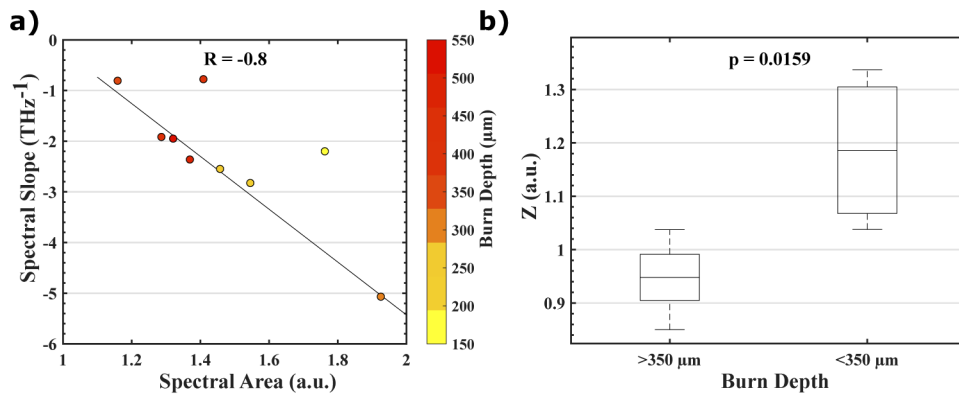 a)
R = -0.8
0
-1
-2
-3
-4
-5
-6
Spectral Slope (THz-1)
1
1.2
1.4
1.6
1.8
2
Spectral Area (a.u.)
550
500
450
400
350
300
250
200
150
Burn Depth (μm)
b)
p = 0.0159
1.3
1.2
1.1
1
0.9
Z (a.u.)
>350 μm
<350 μm
Burn Depth